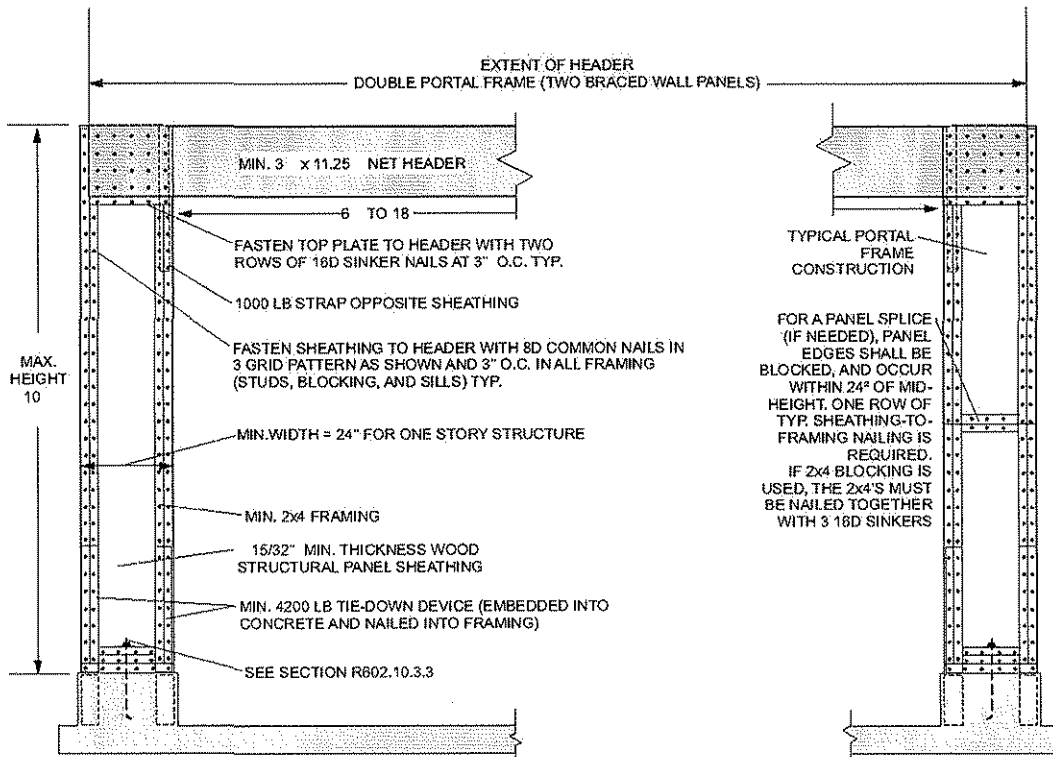 EXTENT OF HEADER
DOUBLE PORTAL FRAME (TWO BRACED WALL PANELS)
MIN. 3 x 11.25 NET HEADER
6 TO 18
FASTEN TOP PLATE TO HEADER WITH TWO
ROWS OF 16D SINKER NAILS AT 3" O.C. TYP.
1000 LB STRAP OPPOSITE SHEATHING
FASTEN SHEATHING TO HEADER WITH 8D COMMON NAILS IN
3 GRID PATTERN AS SHOWN AND 3" O.C. IN ALL FRAMING
(STUDS, BLOCKING, AND SILLS) TYP.
MAX.
HEIGHT
10
MIN.WIDTH = 24" FOR ONE STORY STRUCTURE
MIN. 2x4 FRAMING
15/32" MIN. THICKNESS WOOD
STRUCTURAL PANEL SHEATHING
MIN. 4200 LB TIE-DOWN DEVICE (EMBEDDED INTO
CONCRETE AND NAILED INTO FRAMING)
SEE SECTION R602.10.3.3
TYPICAL PORTAL
FRAME
CONSTRUCTION
FOR A PANEL SPLICE
(IF NEEDED), PANEL
EDGES SHALL BE
BLOCKED, AND OCCUR
WITHIN 24" OF MID-
HEIGHT. ONE ROW OF
TYP. SHEATHING-TO-
FRAMING NAILING IS
REQUIRED.
IF 2x4 BLOCKING IS
USED, THE 2x4'S MUST
BE NAILED TOGETHER
WITH 3 16D SINKERS